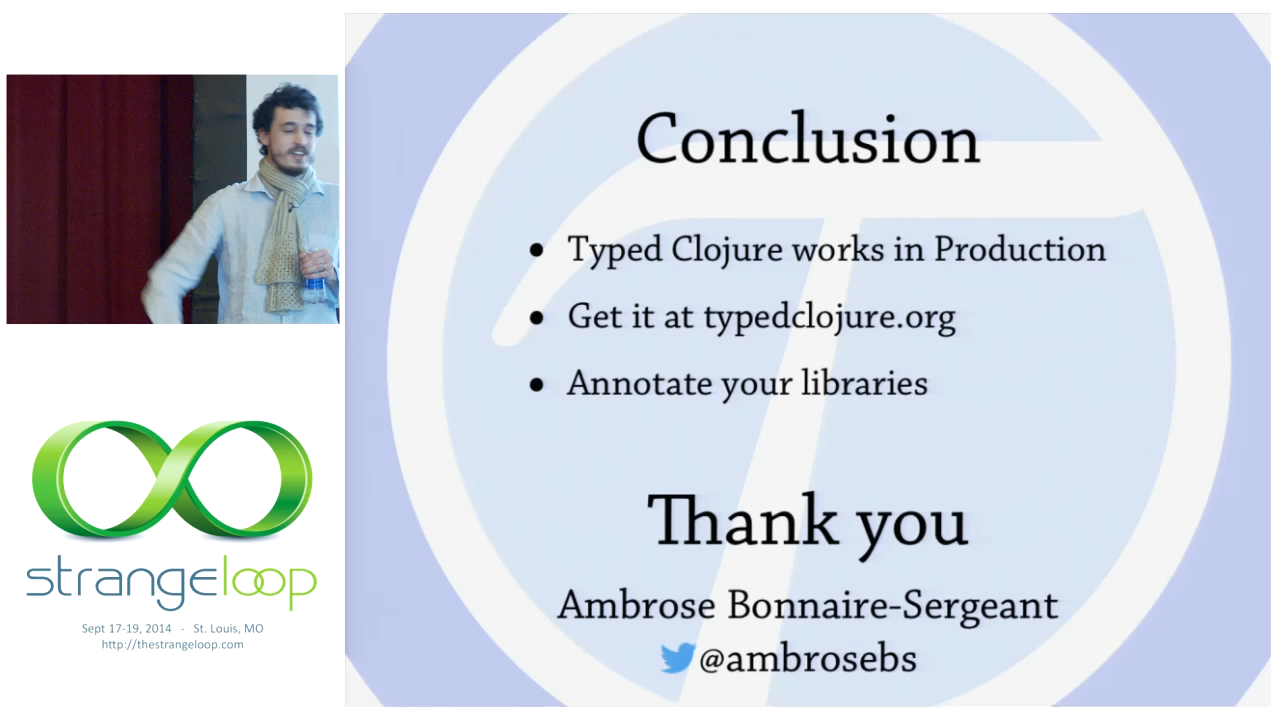 Conclusion
• Typed Clojure works in Production
• Get it at typedclojure.org
• Annotate your libraries
Thank you
Ambrose Bonnaire-Sergeant
@ambrosebs
strangeloop
Sept 17-19, 2014 - St. Louis, MO
http://thestrangeloop.com